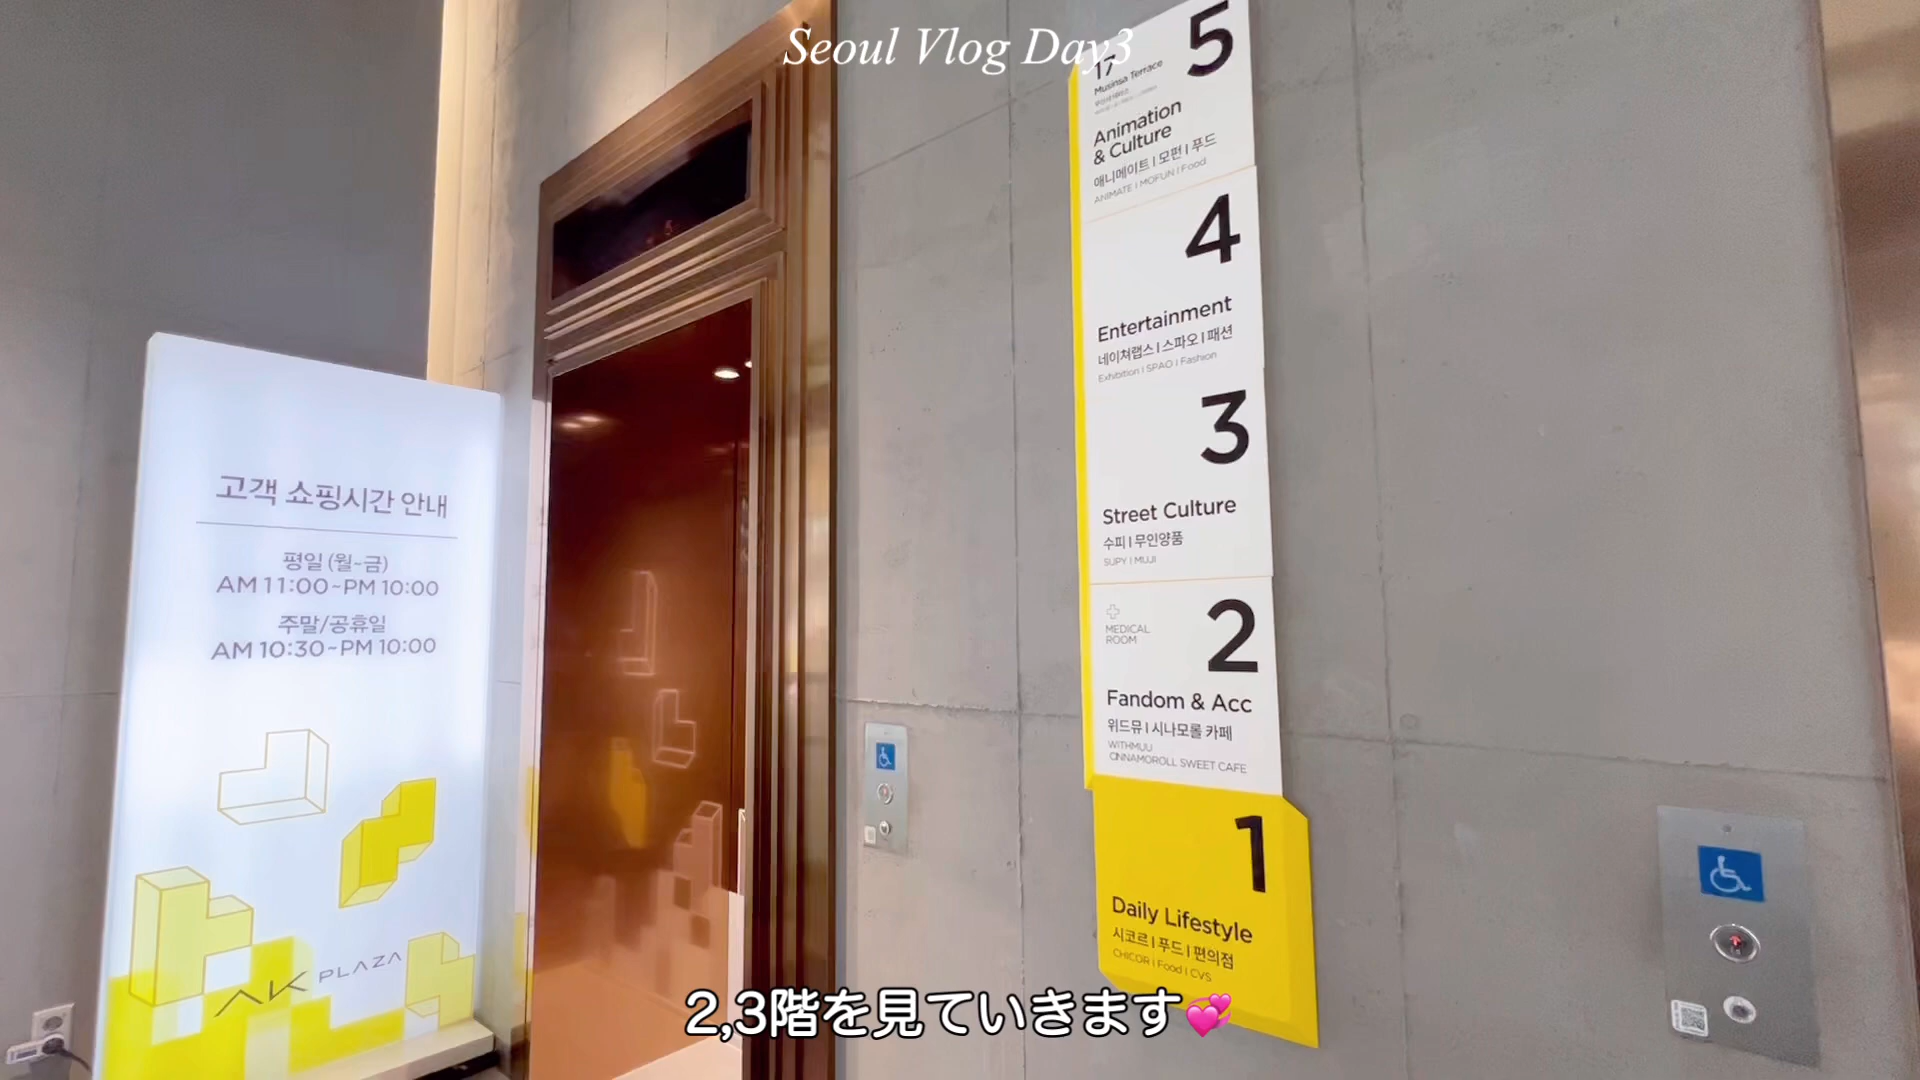 Seoul Vlog Day3
고객 쇼핑시간 안내
평일 (월~금)
AM 11:00~PM 10:00
주말/공휴일
AM 10:30~PM 10:00
AK PLAZA
5
17
Musinsa Terrace
Animation
& Culture
애니메이트 | 모펀 | 푸드
ANIMATE | MOFUN | Food
4
Entertainment
네이쳐랩스 | 스파오 | 패션
Exhibition | SPAO | Fashion
3
Street Culture
수피 | 무인양품
SUPY | MUJI
2
MEDICAL
ROOM
Fandom & Acc
위드뮤 | 시나모롤 카페
WITHMUU
CINNAMOROLL SWEET CAFE
1
Daily Lifestyle
시코르 | 푸드 | 편의점
CHICOR | Food | CVS
2,3階を見ていきます💞